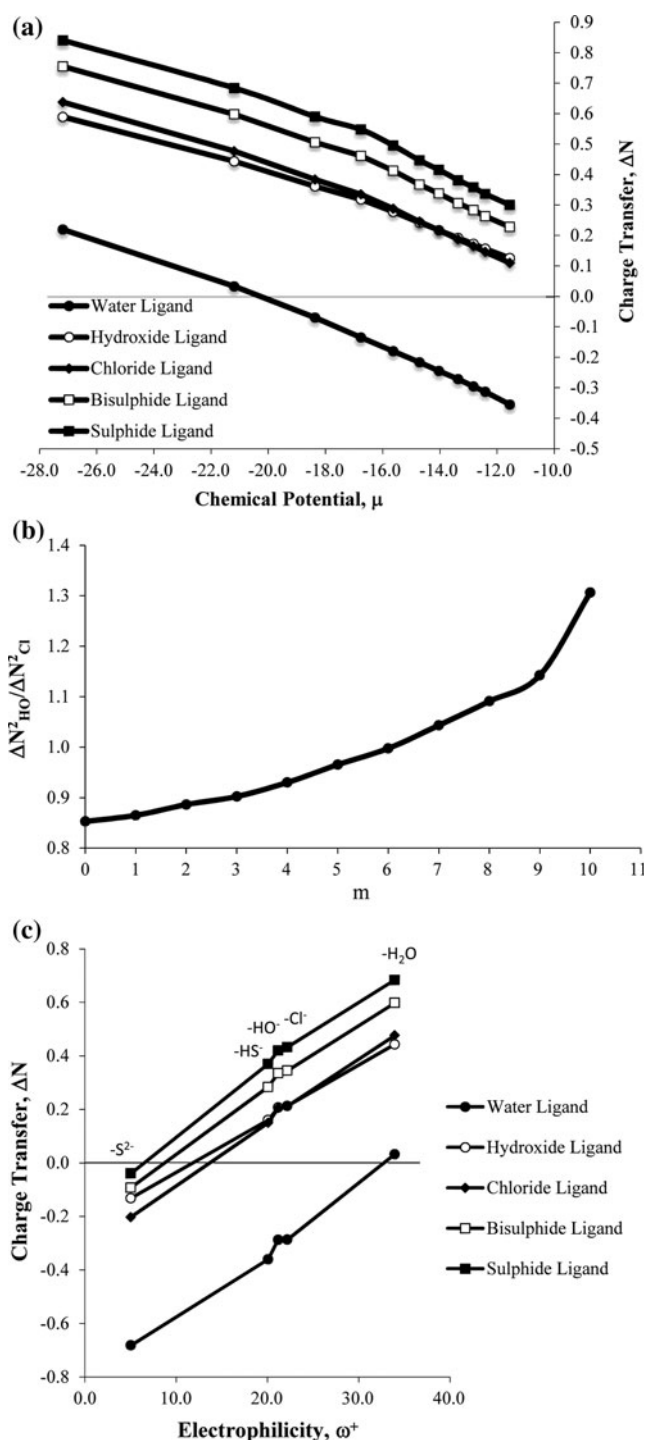 (a)
0.9
0.8
0.7
0.6
0.5
0.4
0.3
0.2
0.1
0.0
-0.1
-0.2
-0.3
-0.4
-0.5
Charge Transfer, ΔN
Water Ligand
Hydroxide Ligand
Chloride Ligand
Bisulphide Ligand
Sulphide Ligand
-28.0 -26.0 -24.0 -22.0 -20.0 -18.0 -16.0 -14.0 -12.0 -10.0
Chemical Potential, μ
(b)
1.4
1.3
1.2
1.1
1.0
0.9
0.8
ΔN²HO/ΔN²Cl
0 1 2 3 4 5 6 7 8 9 10 11
m
(c)
0.8
0.6
0.4
0.2
0.0
-0.2
-0.4
-0.6
-0.8
Charge Transfer, ΔN
-H₂O
-HO⁻
-Cl⁻
-HS⁻
-S²⁻
Water Ligand
Hydroxide Ligand
Chloride Ligand
Bisulphide Ligand
Sulphide Ligand
0.0 10.0 20.0 30.0 40.0
Electrophilicity, ω⁺